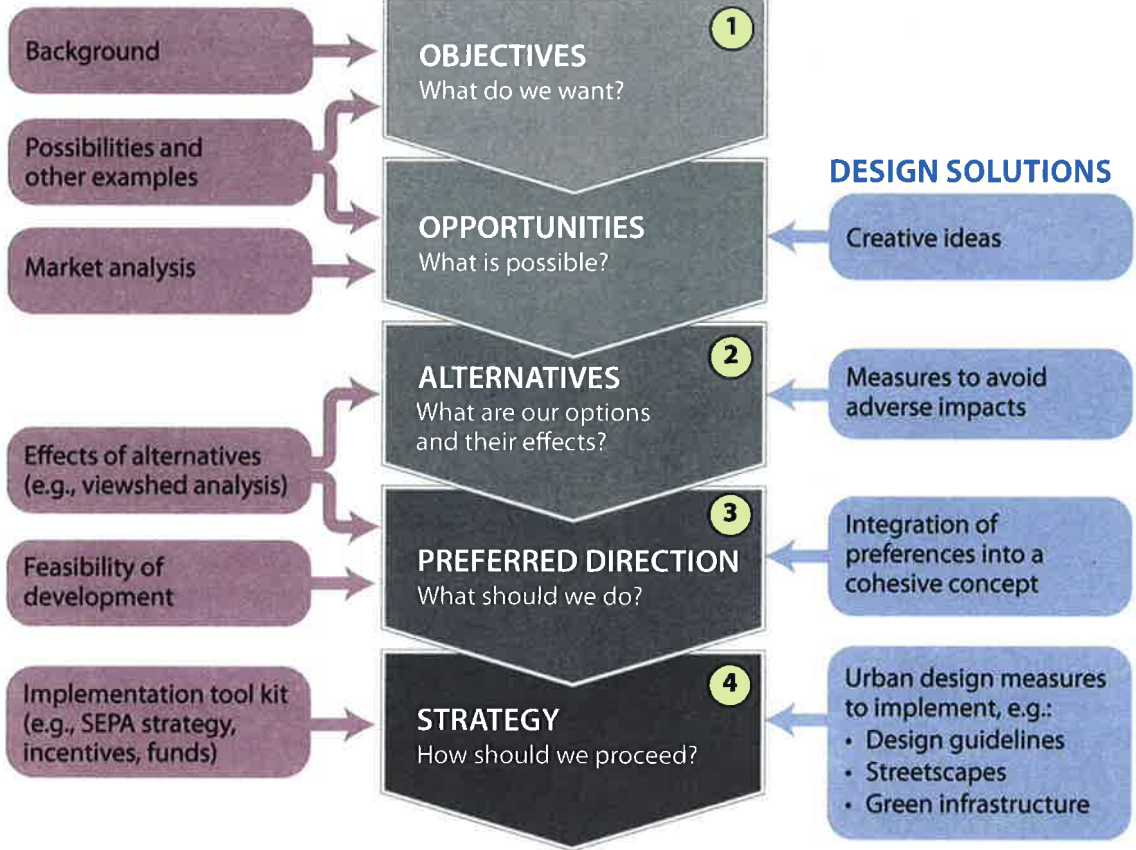 Background
Possibilities and
other examples
Market analysis
Effects of alternatives
(e.g., viewshed analysis)
Feasibility of
development
Implementation tool kit
(e.g., SEPA strategy,
incentives, funds)
1
OBJECTIVES
What do we want?
OPPORTUNITIES
What is possible?
2
ALTERNATIVES
What are our options
and their effects?
3
PREFERRED DIRECTION
What should we do?
4
STRATEGY
How should we proceed?
DESIGN SOLUTIONS
Creative ideas
Measures to avoid
adverse impacts
Integration of
preferences into a
cohesive concept
Urban design measures
to implement, e.g.:
• Design guidelines
• Streetscapes
• Green infrastructure